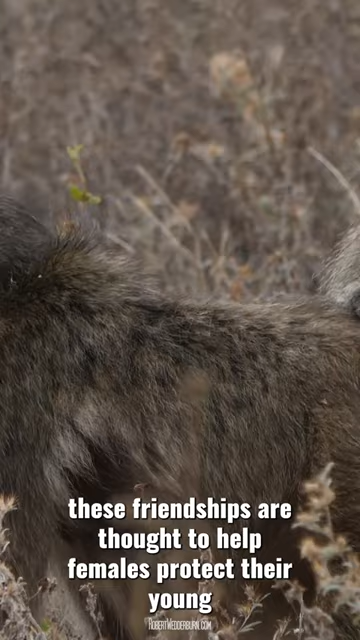 these friendships are
thought to help
females protect their
young
RobertWedderburn.com